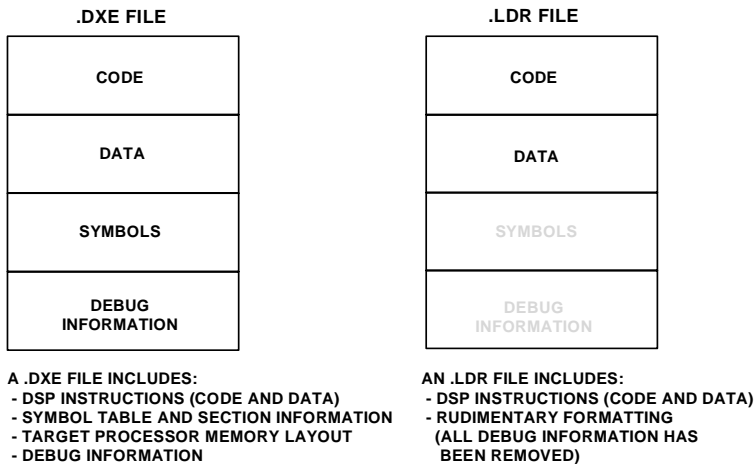 .DXE FILE
CODE
DATA
SYMBOLS
DEBUG
INFORMATION
A .DXE FILE INCLUDES:
- DSP INSTRUCTIONS (CODE AND DATA)
- SYMBOL TABLE AND SECTION INFORMATION
- TARGET PROCESSOR MEMORY LAYOUT
- DEBUG INFORMATION
.LDR FILE
CODE
DATA
SYMBOLS
DEBUG
INFORMATION
AN .LDR FILE INCLUDES:
- DSP INSTRUCTIONS (CODE AND DATA)
- RUDIMENTARY FORMATTING
(ALL DEBUG INFORMATION HAS
BEEN REMOVED)